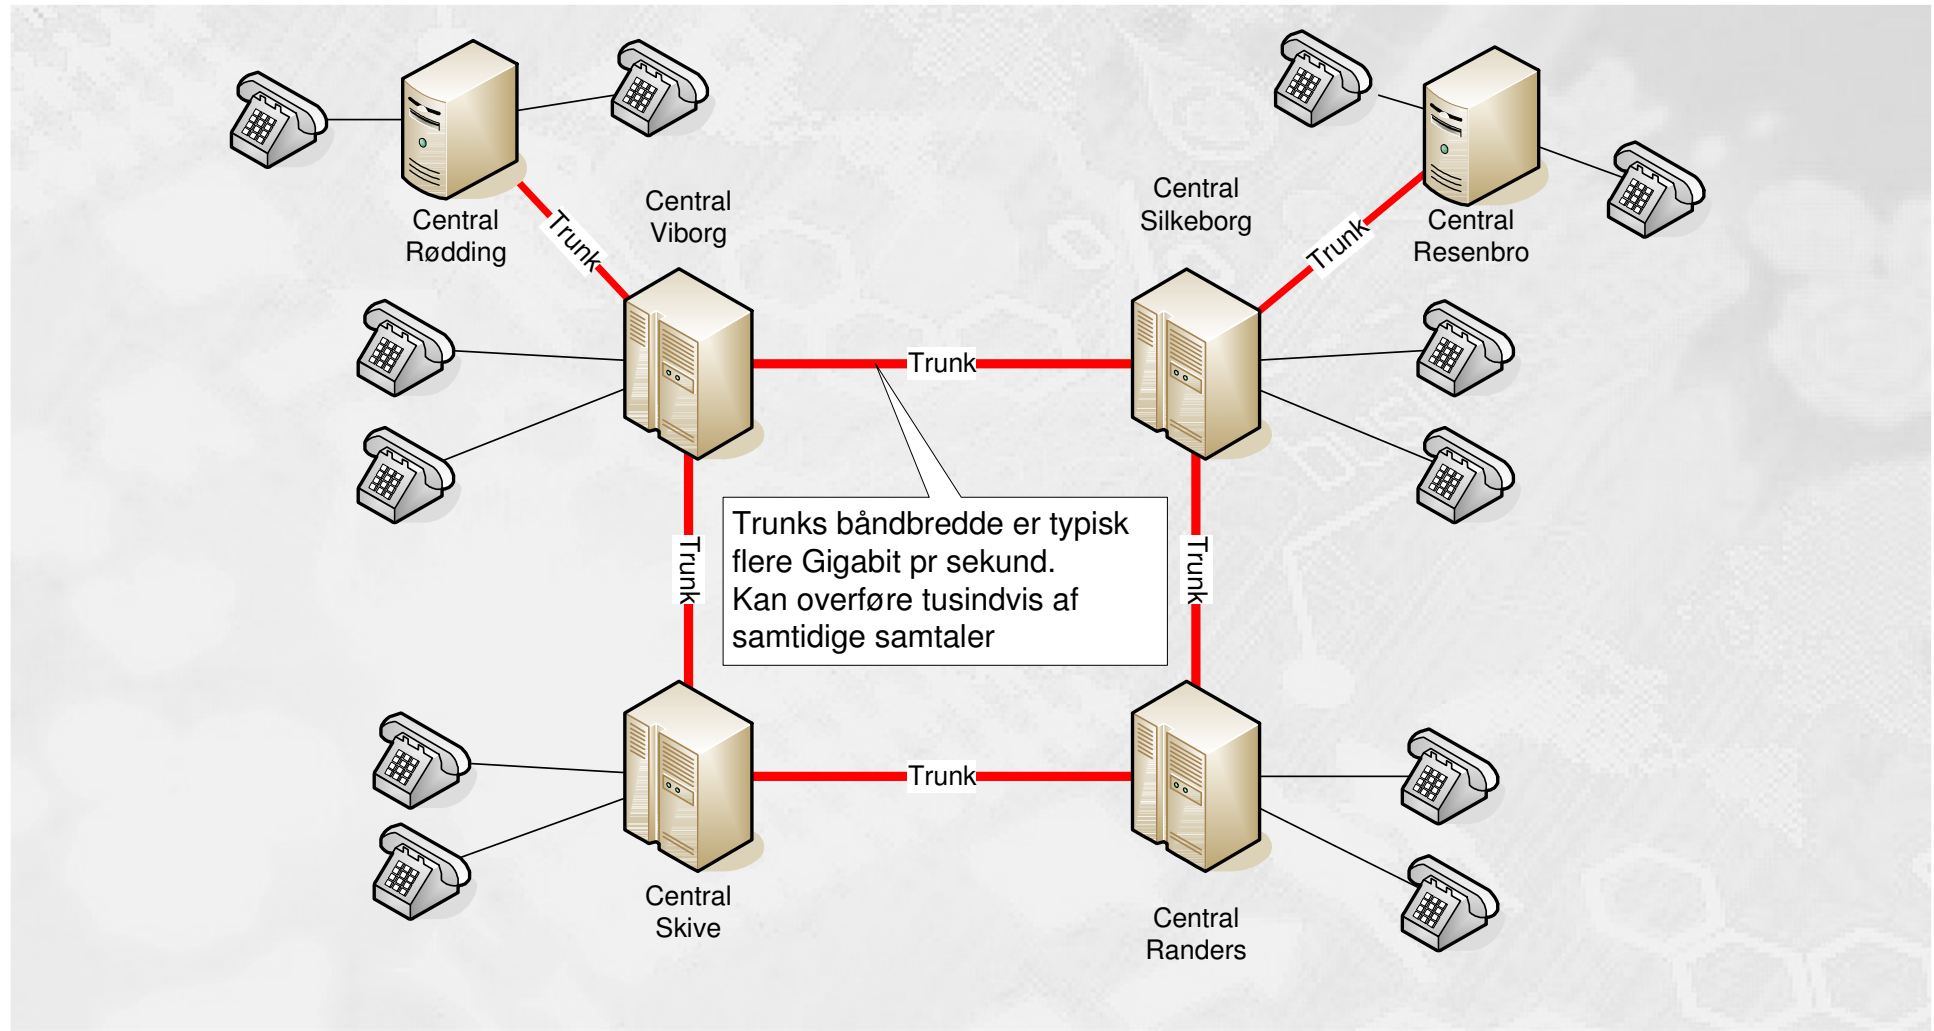 Central
Rødding
Central
Viborg
Central
Silkeborg
Central
Resenbro
Trunk
Trunk
Trunk
Trunks båndbredde er typisk
flere Gigabit pr sekund.
Kan overføre tusindvis af
samtidige samtaler
Trunk
Trunk
Trunk
Central
Skive
Central
Randers